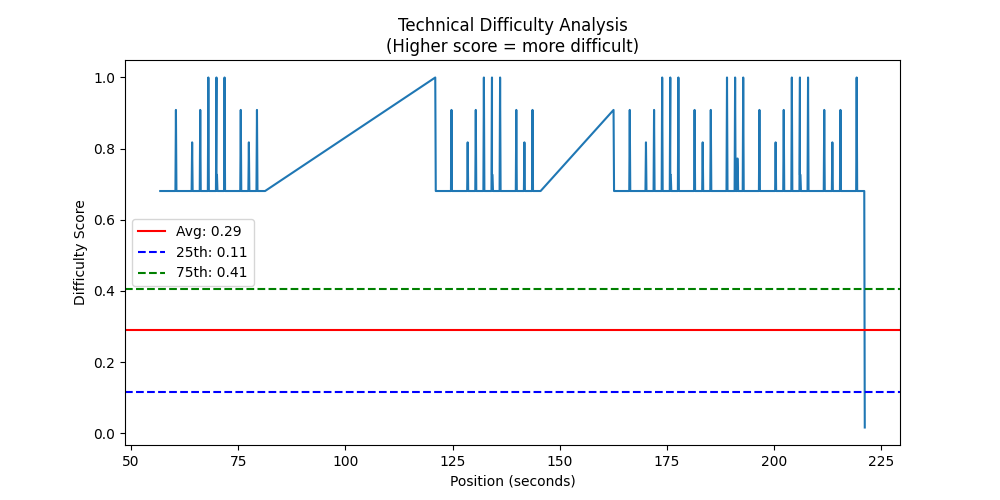 Technical Difficulty Analysis
(Higher score = more difficult)
Difficulty Score
1.0
0.8
0.6
0.4
0.2
0.0
Avg: 0.29
25th: 0.11
75th: 0.41
50 75 100 125 150 175 200 225
Position (seconds)